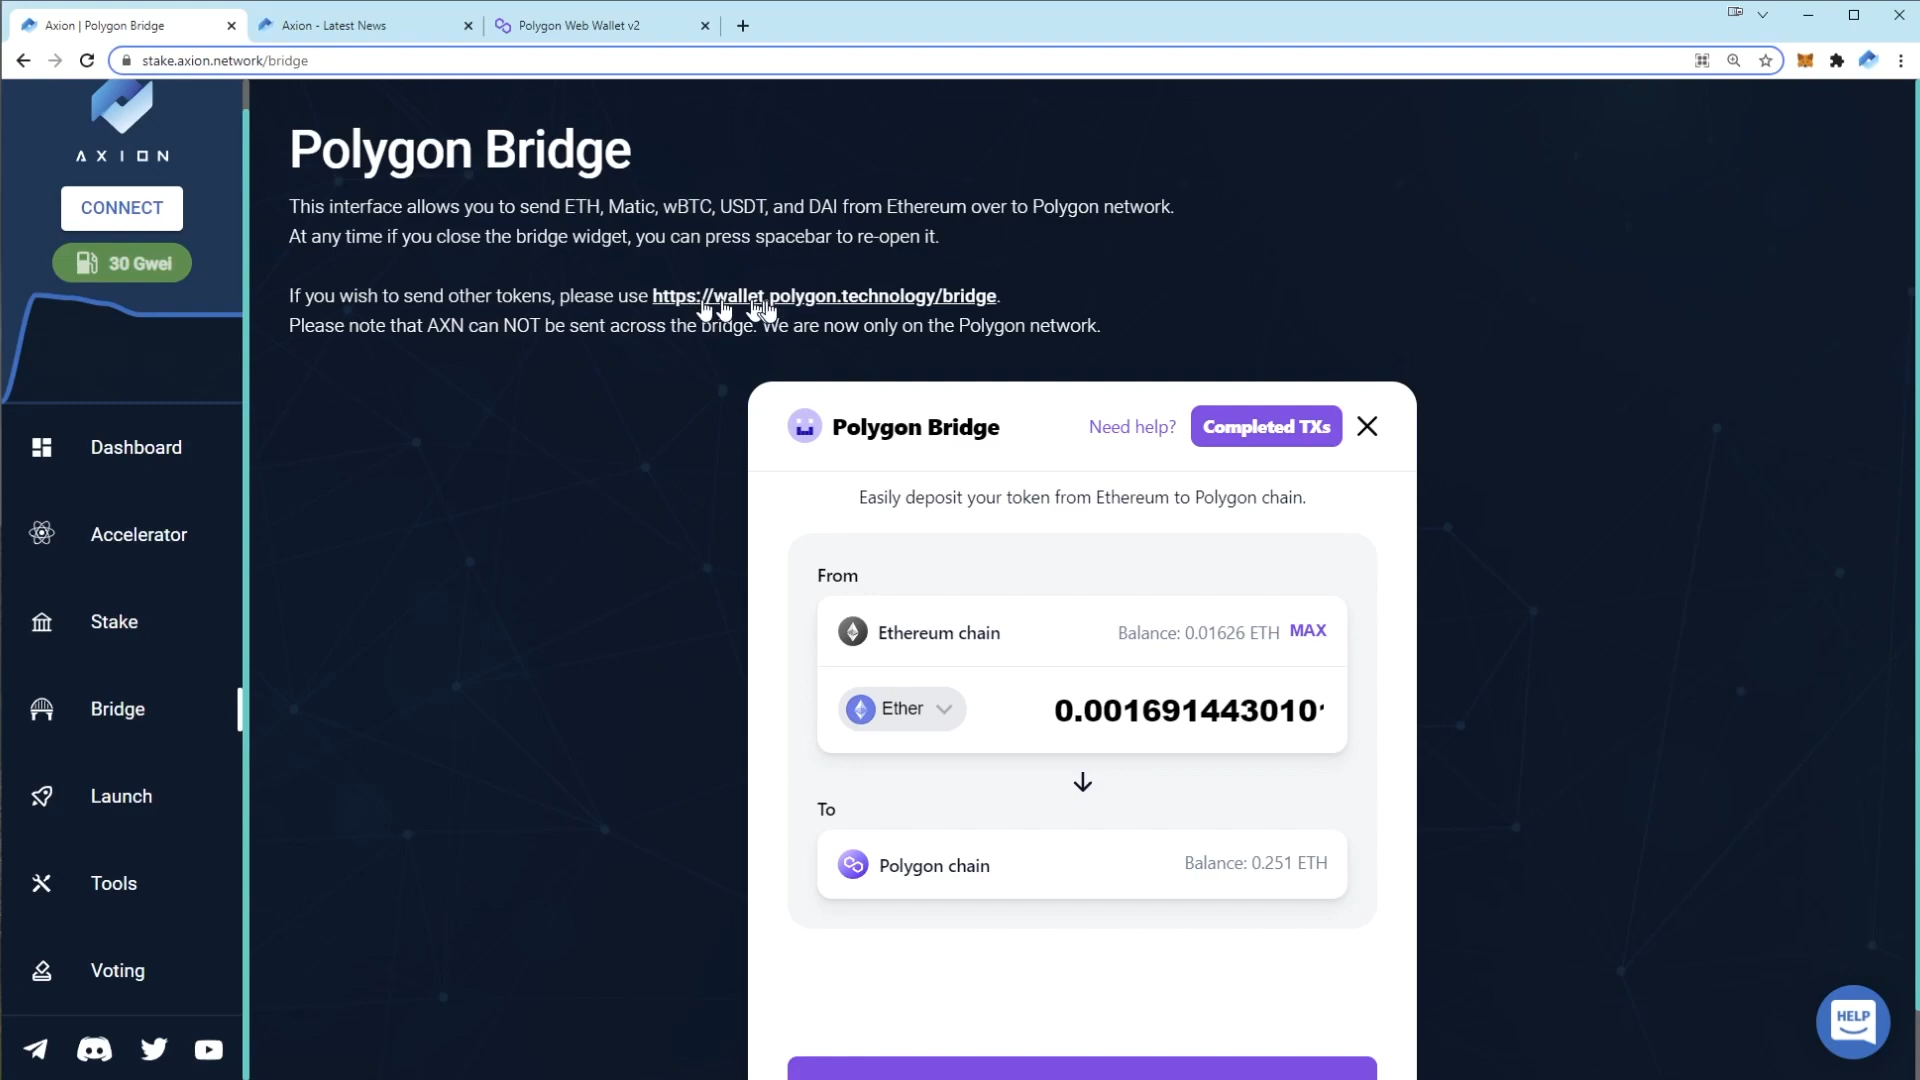 Axion | Polygon Bridge
Axion - Latest News
Polygon Web Wallet v2
stake.axion.network/bridge
AXION
CONNECT
30 Gwei
Dashboard
Accelerator
Stake
Bridge
Launch
Tools
Voting
Polygon Bridge
This interface allows you to send ETH, Matic, wBTC, USDT, and DAI from Ethereum over to Polygon network.
At any time if you close the bridge widget, you can press spacebar to re-open it.
If you wish to send other tokens, please use https://wallet.polygon.technology/bridge.
Please note that AXN can NOT be sent across the bridge. We are now only on the Polygon network.
Polygon Bridge
Need help?
Completed TXs
Easily deposit your token from Ethereum to Polygon chain.
From
Ethereum chain
Balance: 0.01626 ETH MAX
Ether
0.001691443010
To
Polygon chain
Balance: 0.251 ETH
HELP